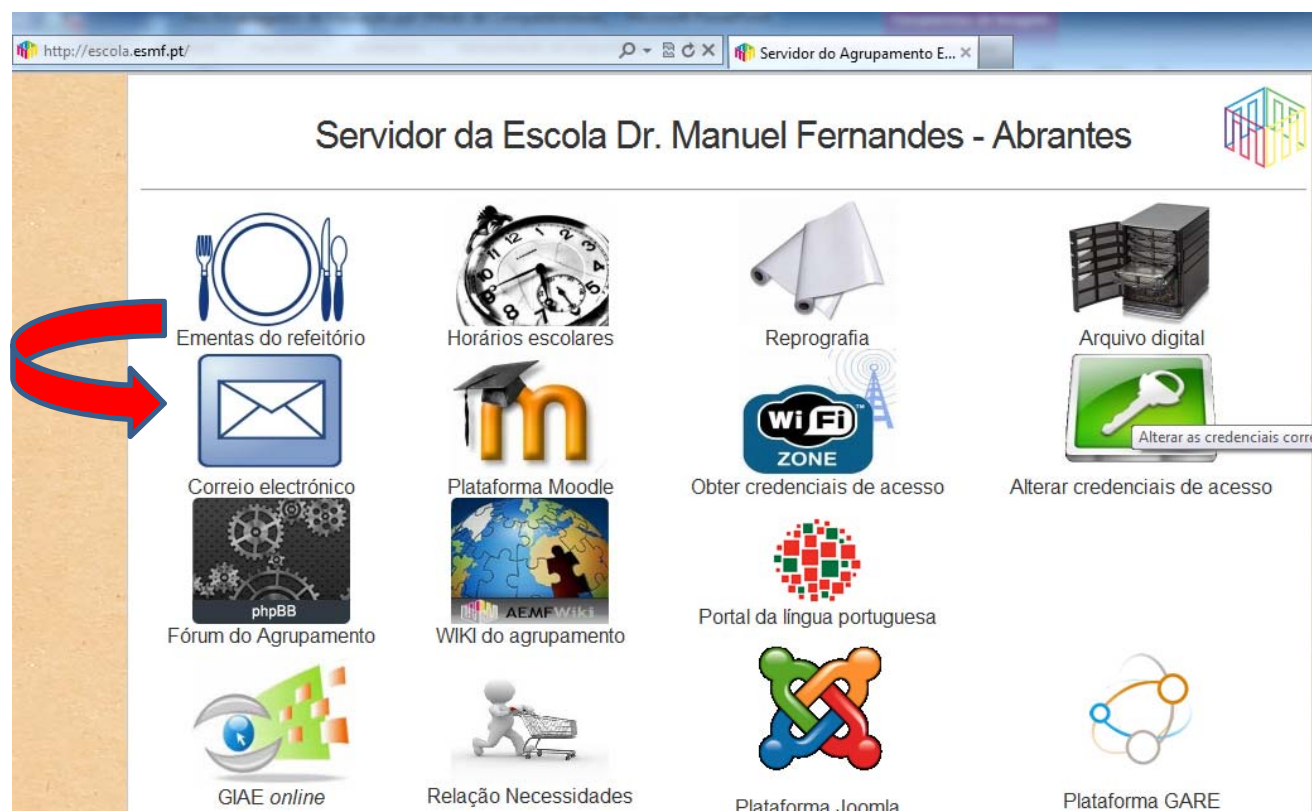 http://escola.esmf.pt/
Servidor do Agrupamento E...
Servidor da Escola Dr. Manuel Fernandes - Abrantes
Ementas do refeitório
Horários escolares
Reprografia
Arquivo digital
m
Wi Fi
ZONE
Alterar as credenciais corre
Correio electrónico
Plataforma Moodle
Obter credenciais de acesso
Alterar credenciais de acesso
phpBB
AEMFWiki
Fórum do Agrupamento
WIKI do agrupamento
Portal da língua portuguesa
GIAE online
Relação Necessidades
Plataforma Joomla
Plataforma GARE